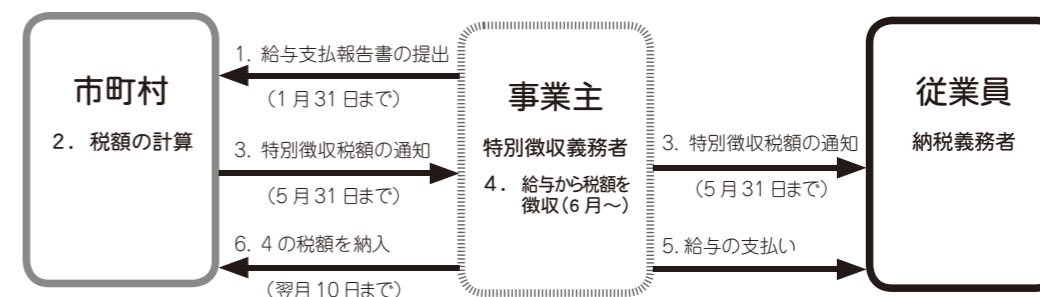 市町村
2. 税額の計算
1. 給与支払報告書の提出
(1月31日まで)
3. 特別徴収税額の通知
(5月31日まで)
6. 4の税額を納入
(翌月10日まで)
事業主
特別徴収義務者
4. 給与から税額を
徴収(6月~)
3. 特別徴収税額の通知
(5月31日まで)
5. 給与の支払い
従業員
納税義務者